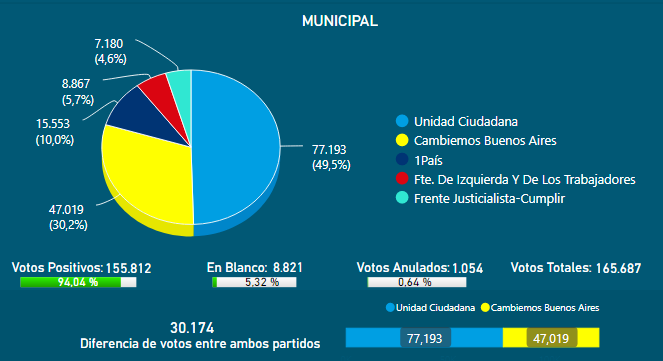 MUNICIPAL
7.180
(4,6%)
8.867
(5,7%)
15.553
(10,0%)
77.193
(49,5%)
47.019
(30,2%)
Unidad Ciudadana
Cambiemos Buenos Aires
1País
Fte. De Izquierda Y De Los Trabajadores
Frente Justicialista-Cumplir
Votos Positivos: 155.812
94,04 %
En Blanco: 8.821
5,32 %
Votos Anulados: 1.054
0,64 %
Votos Totales: 165.687
Unidad Ciudadana
Cambiemos Buenos Aires
30.174
Diferencia de votos entre ambos partidos
77,193
47,019